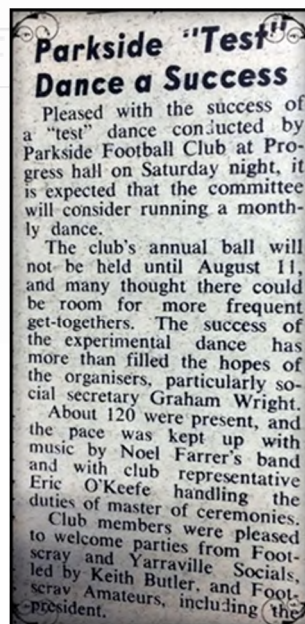 Parkside "Test"
Dance a Success
Pleased with the success of
a "test" dance conducted by
Parkside Football Club at Pro-
gress hall on Saturday night, it
is expected that the committee
will consider running a month-
ly dance.
The club's annual ball will
not be held until August 11,
and many thought there could
be room for more frequent
get-togethers. The success of
the experimental dance has
more than filled the hopes of
the organisers, particularly so-
cial secretary Graham Wright.
About 120 were present, and
the pace was kept up with
music by Noel Farrer's band
and with club representative
Eric O'Keefe handling the
duties of master of ceremonies.
Club members were pleased
to welcome parties from Foot-
scray and Yarraville Socials,
led by Keith Butler, and Foot-
scray Amateurs, including the
president.